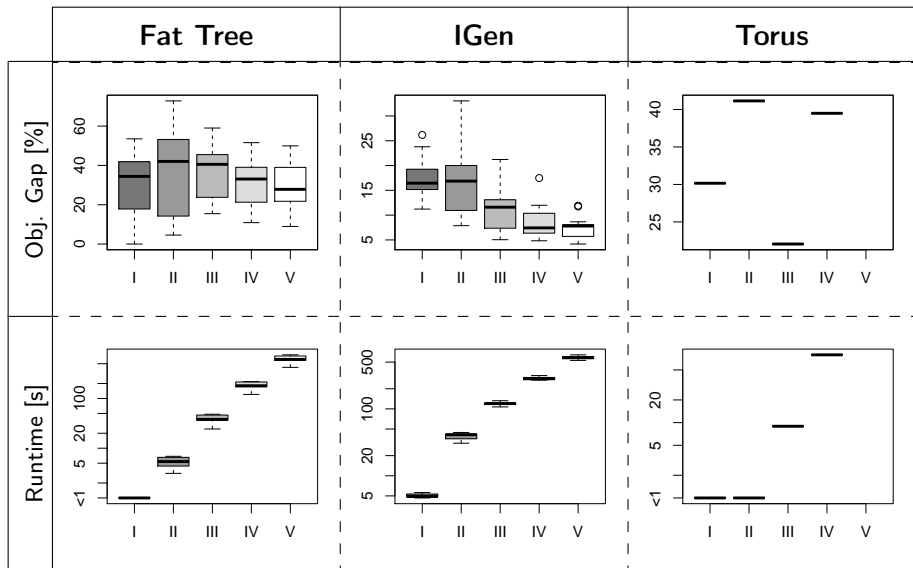 Fat Tree IGen Torus
Obj. Gap [%]
60
40
20
0
I II III IV V
25
15
5
I II III IV V
40
35
30
25
I II III IV V
Runtime [s]
100
20
5
<1
I II III IV V
500
100
20
5
I II III IV V
20
5
<1
I II III IV V